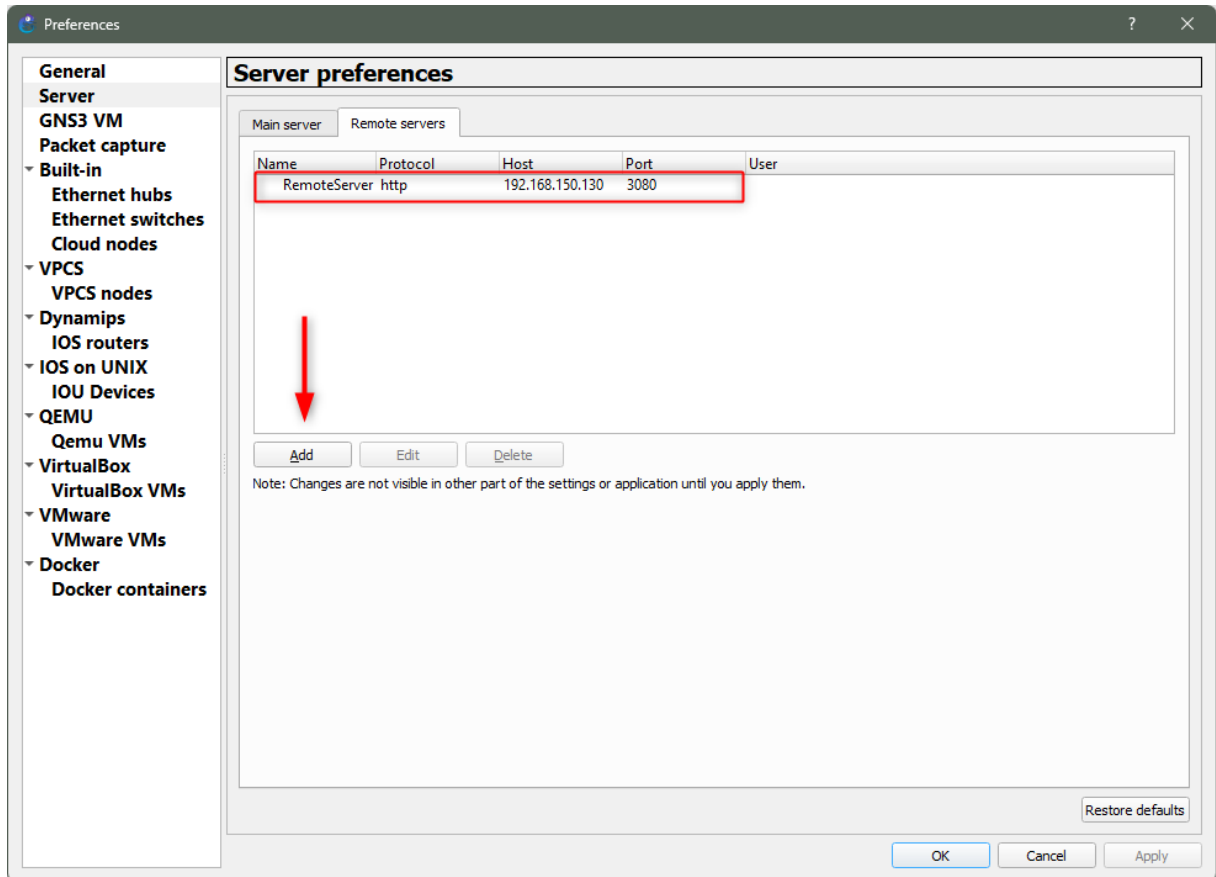 Preferences
?
General
Server
GNS3 VM
Packet capture
Built-in
Ethernet hubs
Ethernet switches
Cloud nodes
VPCS
VPCS nodes
Dynamips
IOS routers
IOS on UNIX
IOU Devices
QEMU
Qemu VMs
VirtualBox
VirtualBox VMs
VMware
VMware VMs
Docker
Docker containers
Server preferences
Main server Remote servers
Name Protocol Host Port User
RemoteServer http 192.168.150.130 3080
Add Edit Delete
Note: Changes are not visible in other part of the settings or application until you apply them.
Restore defaults
OK Cancel Apply